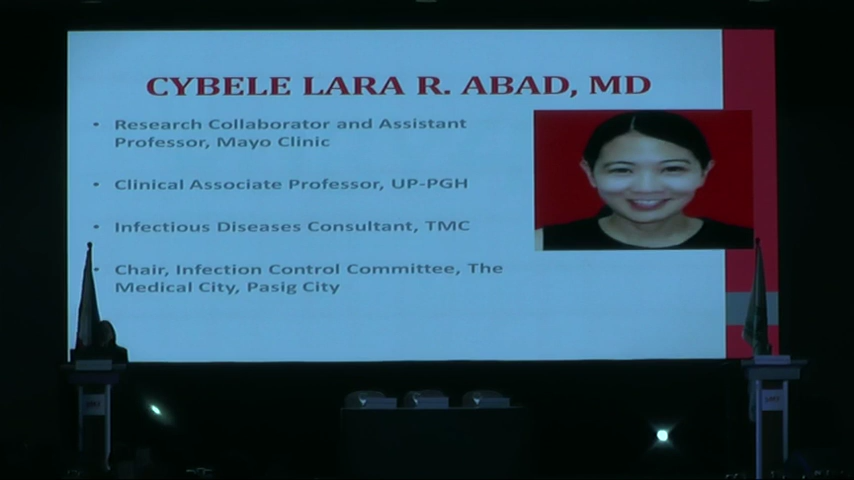 CYBELE LARA R. ABAD, MD
• Research Collaborator and Assistant
Professor, Mayo Clinic
• Clinical Associate Professor, UP-PGH
• Infectious Diseases Consultant, TMC
• Chair, Infection Control Committee, The
Medical City, Pasig City